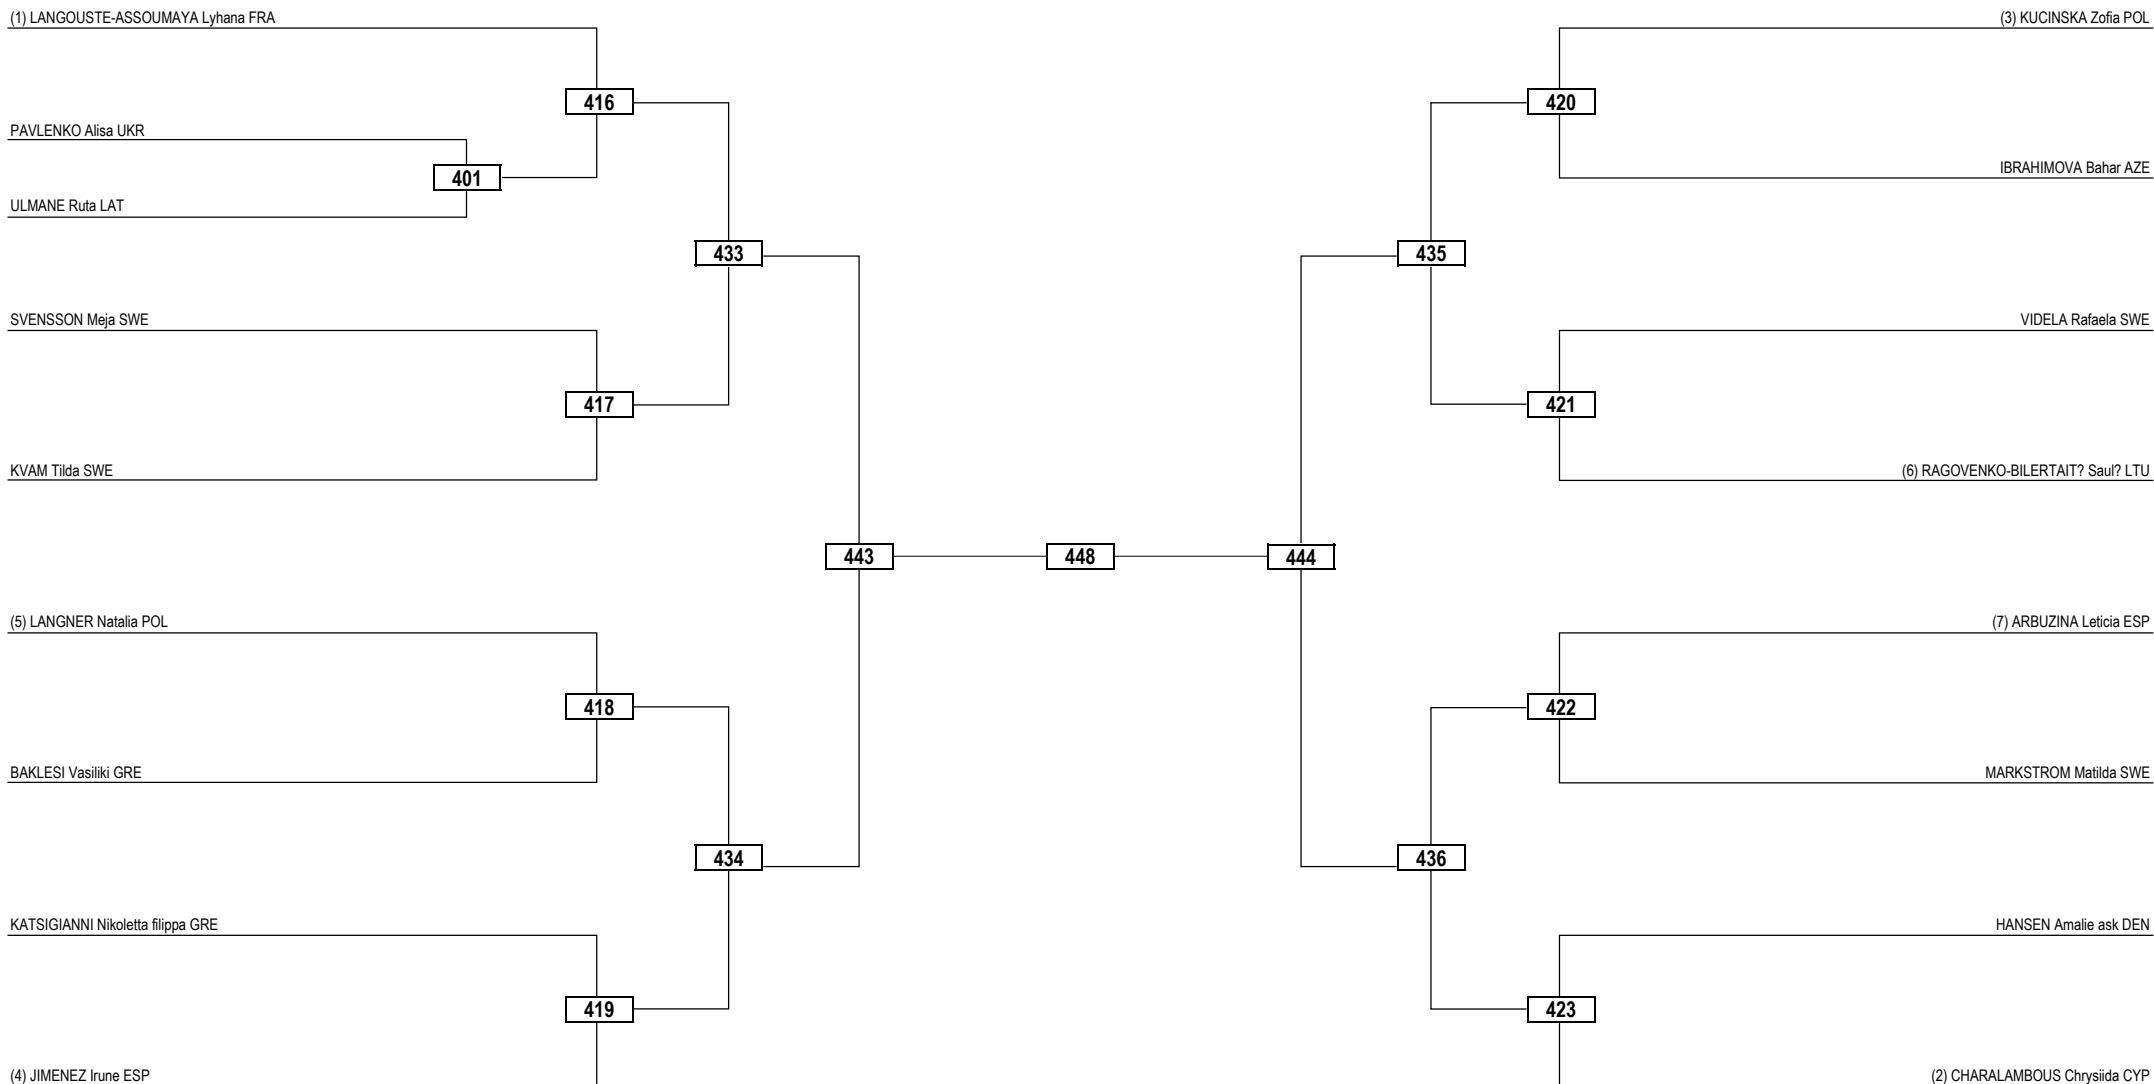 (1) LANGOUSTE-ASSOUMAYA Lyhana FRA
(3) KUCINSKA Zofia POL
416
420
PAVLENKO Alisa UKR
401
IBRAHIMOVA Bahar AZE
ULMANE Ruta LAT
433
435
SVENSSON Meja SWE
VIDELA Rafaela SWE
417
421
KVAM Tilda SWE
(6) RAGOVENKO-BILERTAIT? Saul? LTU
443
448
444
(5) LANGNER Natalia POL
(7) ARBUZINA Leticia ESP
418
422
BAKLESI Vasiliki GRE
MARKSTROM Matilda SWE
434
436
KATSIGIANNI Nikoletta filippa GRE
HANSEN Amalie ask DEN
419
423
(4) JIMENEZ Irune ESP
(2) CHARALAMBOUS Chrysiida CYP